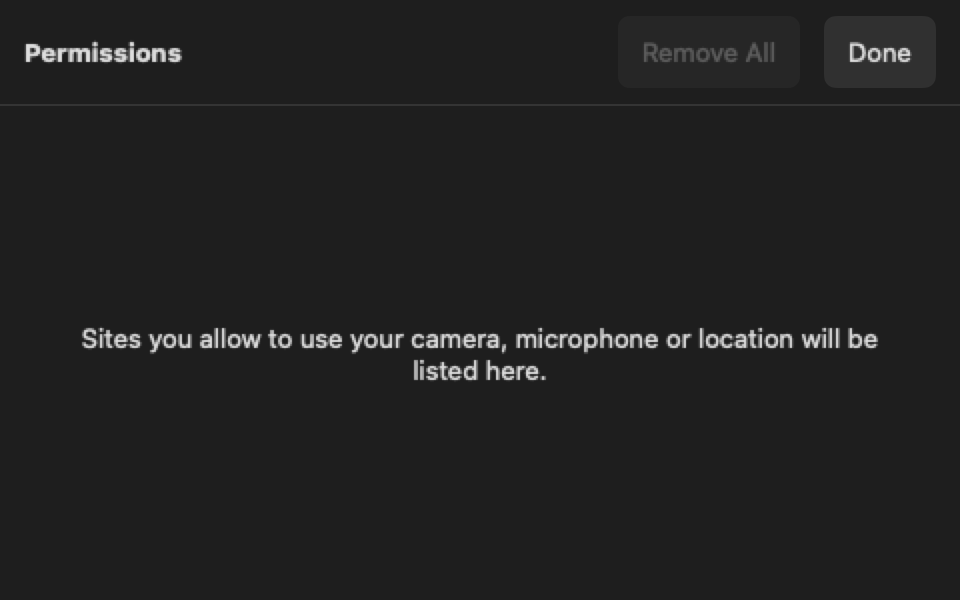 Permissions
Remove All
Done
Sites you allow to use your camera, microphone or location will be
listed here.